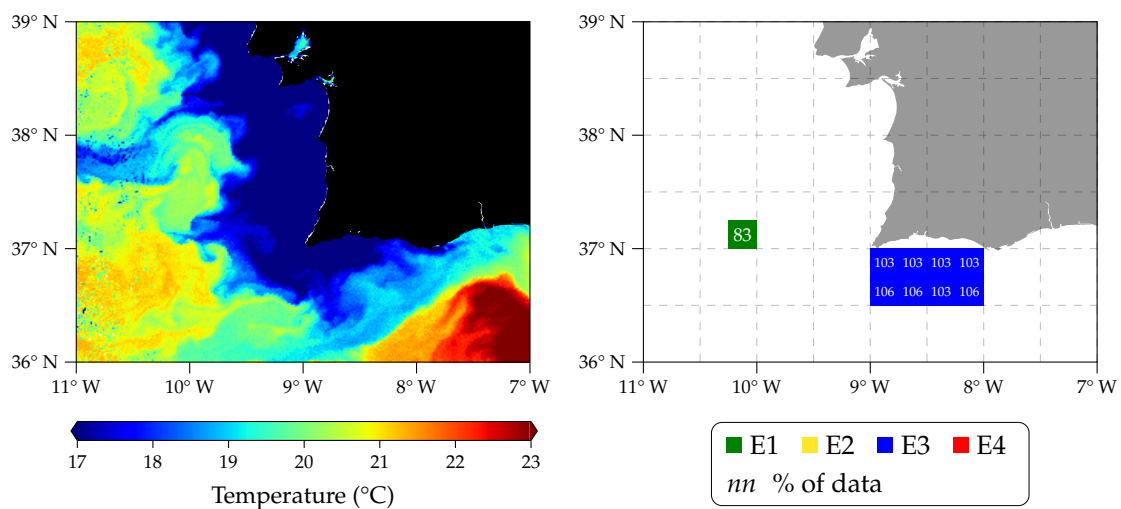 39° N
38° N
37° N
36° N
11° W 10° W 9° W 8° W 7° W
17 18 19 20 21 22 23
Temperature (°C)
39° N
38° N
37° N
36° N
83
103 103 103 103
106 106 103 106
11° W 10° W 9° W 8° W 7° W
E1 E2 E3 E4
nn % of data